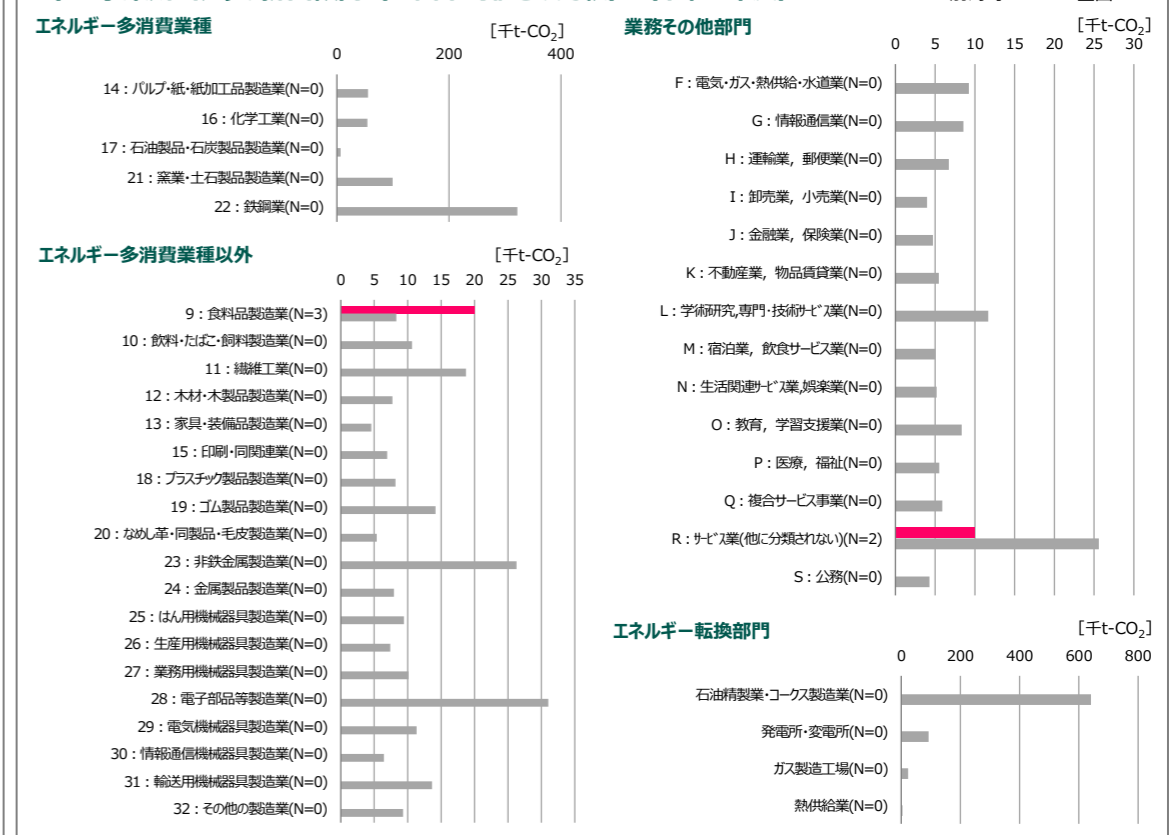 エネルギー多消費業種
[千t-CO2]
0 200 400
14:パルプ・紙・紙加工品製造業(N=0)
16:化学工業(N=0)
17:石油製品・石炭製品製造業(N=0)
21:窯業・土石製品製造業(N=0)
22:鉄鋼業(N=0)
エネルギー多消費業種以外
[千t-CO2]
0 5 10 15 20 25 30 35
9:食料品製造業(N=3)
10:飲料・たばこ・飼料製造業(N=0)
11:繊維工業(N=0)
12:木材・木製品製造業(N=0)
13:家具・装備品製造業(N=0)
15:印刷・同関連業(N=0)
18:プラスチック製品製造業(N=0)
19:ゴム製品製造業(N=0)
20:なめし革・同製品・毛皮製造業(N=0)
23:非鉄金属製造業(N=0)
24:金属製品製造業(N=0)
25:はん用機械器具製造業(N=0)
26:生産用機械器具製造業(N=0)
27:業務用機械器具製造業(N=0)
28:電子部品等製造業(N=0)
29:電気機械器具製造業(N=0)
30:情報通信機械器具製造業(N=0)
31:輸送用機械器具製造業(N=0)
32:その他の製造業(N=0)
業務その他部門
[千t-CO2]
0 5 10 15 20 25 30
F:電気・ガス・熱供給・水道業(N=0)
G:情報通信業(N=0)
H:運輸業，郵便業(N=0)
I:卸売業，小売業(N=0)
J:金融業，保険業(N=0)
K:不動産業，物品賃貸業(N=0)
L:学術研究,専門・技術サービス業(N=0)
M:宿泊業，飲食サービス業(N=0)
N:生活関連サービス業,娯楽業(N=0)
O:教育，学習支援業(N=0)
P:医療，福祉(N=0)
Q:複合サービス事業(N=0)
R:サービス業(他に分類されない)(N=2)
S:公務(N=0)
エネルギー転換部門
[千t-CO2]
0 200 400 600 800
石油精製業・コークス製造業(N=0)
発電所・変電所(N=0)
ガス製造工場(N=0)
熱供給業(N=0)